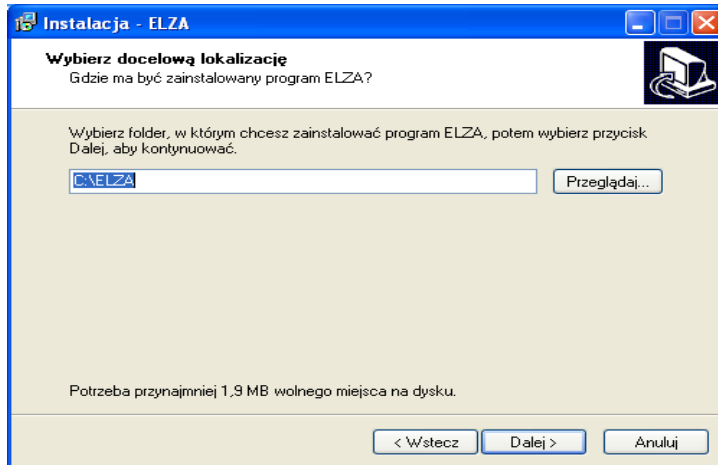 Instalacja - ELZA
Wybierz docelową lokalizację
Gdzie ma być zainstalowany program ELZA?
Wybierz folder, w którym chcesz zainstalować program ELZA, potem wybierz przycisk
Dalej, aby kontynuować.
C:\ELZA
Przeglądaj...
Potrzeba przynajmniej 1,9 MB wolnego miejsca na dysku.
< Wstecz
Dalej >
Anuluj